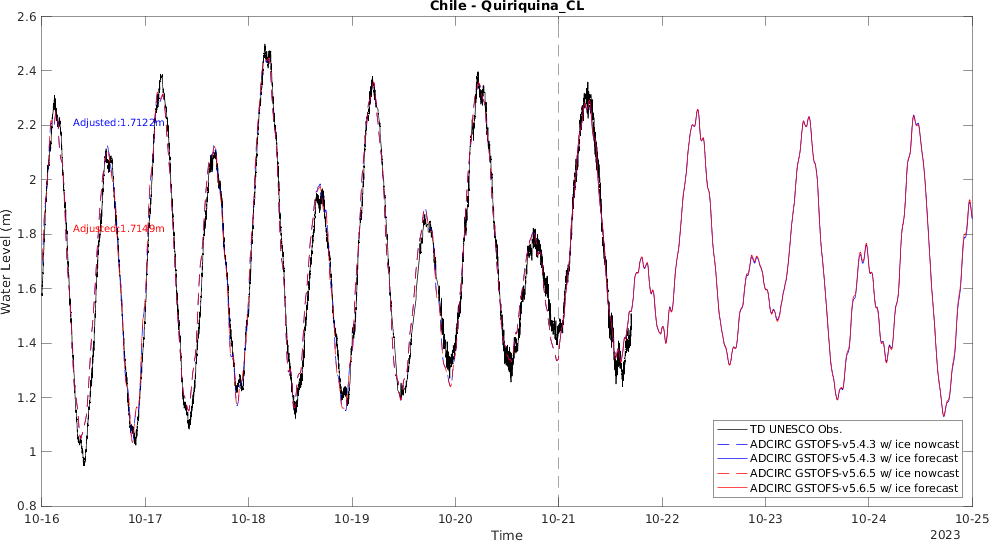 Chile - Quiriquina_CL
2.6
2.4
2.2
2
1.8
1.6
1.4
1.2
1
0.8
Water Level (m)
Adjusted:1.7122m
Adjusted:1.7149m
TD UNESCO Obs.
ADCIRC GSTOFS-v5.4.3 w/ ice nowcast
ADCIRC GSTOFS-v5.4.3 w/ ice forecast
ADCIRC GSTOFS-v5.6.5 w/ ice nowcast
ADCIRC GSTOFS-v5.6.5 w/ ice forecast
10-16 10-17 10-18 10-19 10-20 10-21 10-22 10-23 10-24 10-25
Time
2023